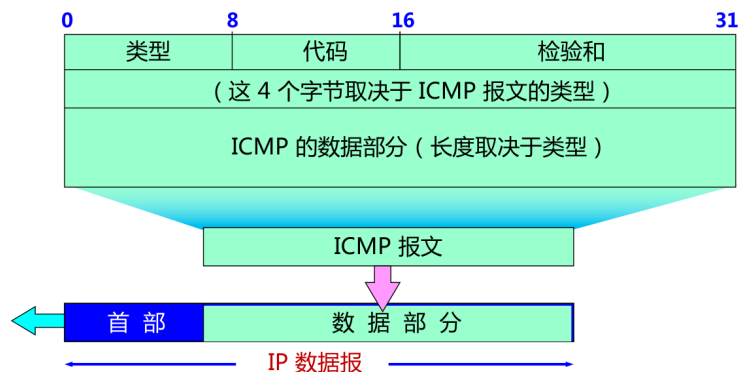 0 8 16 31
类型 代码 检验和
（这 4 个字节取决于 ICMP 报文的类型）
ICMP 的数据部分（长度取决于类型）
ICMP 报文
首 部 数 据 部 分
IP 数据报